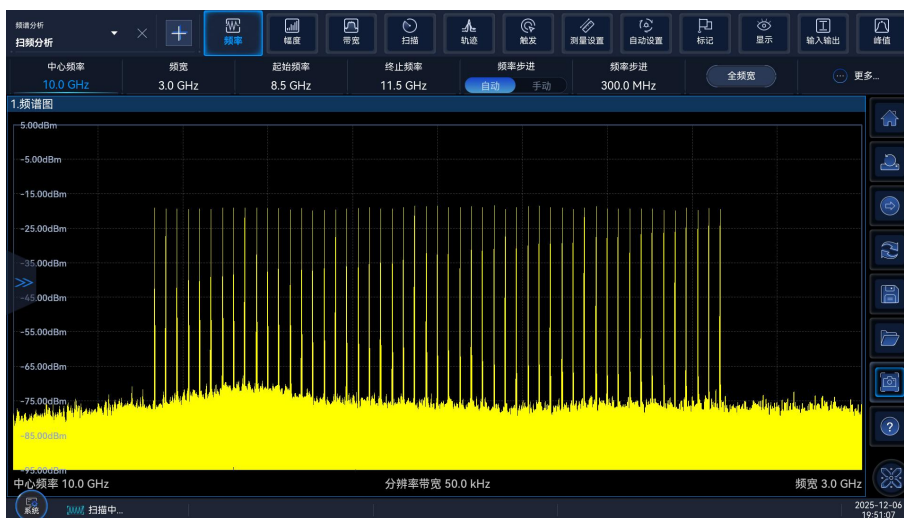 频谱分析
扫频分析
频率
幅度
带宽
扫描
轨迹
触发
测量设置
自动设置
标记
显示
输入输出
峰值
中心频率
10.0 GHz
频宽
3.0 GHz
起始频率
8.5 GHz
终止频率
11.5 GHz
频率步进
自动 手动
频率步进
300.0 MHz
全频宽
更多...
1.频谱图
5.00dBm
-5.00dBm
-15.00dBm
-25.00dBm
-35.00dBm
-45.00dBm
-55.00dBm
-65.00dBm
-75.00dBm
-85.00dBm
-95.00dBm
中心频率 10.0 GHz
分辨率带宽 50.0 kHz
频宽 3.0 GHz
系统
扫描中...
2025-12-06
19:51:07